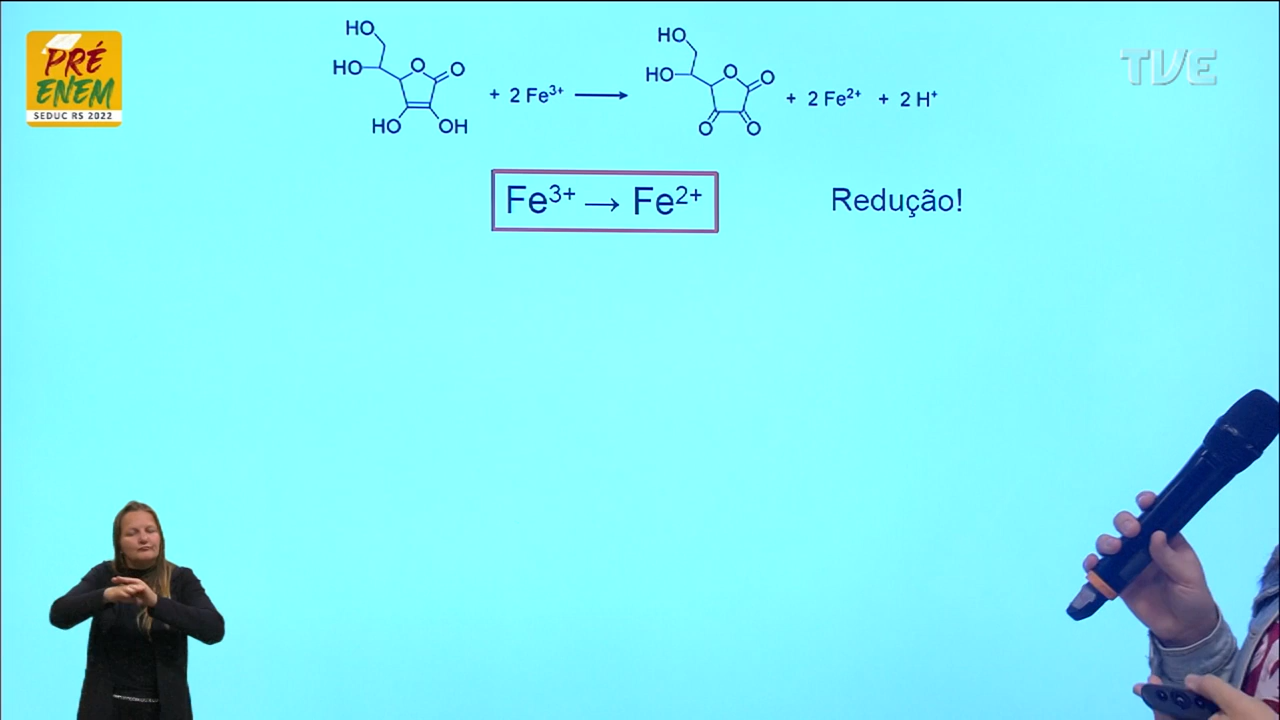 PRÉ
ENEM
SEDUC RS 2022
TVE
HO
HO
O
O
HO
OH
+ 2 Fe³⁺ ⟶
HO
HO
O
O
O
O
+ 2 Fe²⁺ + 2 H⁺
Fe³⁺ → Fe²⁺
Redução!